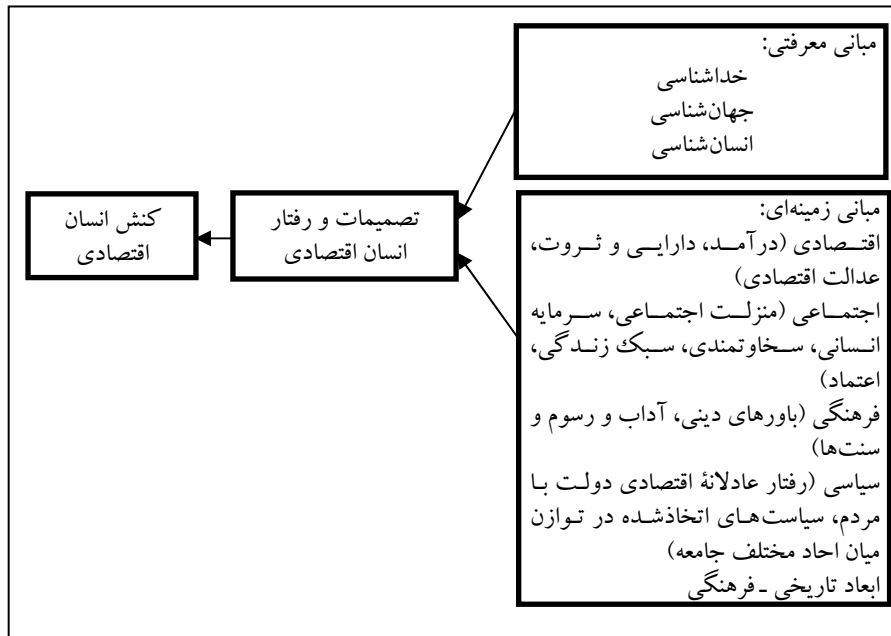 مبانی معرفتی:
خداشناسی
جهان‌شناسی
انسان‌شناسی
مبانی زمینه‌ای:
اقتصادی (درآمد، دارایی و ثروت،
عدالت اقتصادی)
اجتماعی (منزلت اجتماعی، سرمایه
انسانی، سخاوتمندی، سبک زندگی،
اعتماد)
فرهنگی (باورهای دینی، آداب و رسوم و
سنت‌ها)
سیاسی (رفتار عادلانهٔ اقتصادی دولت با
مردم، سیاست‌های اتخاذشده در توازن
میان احاد مختلف جامعه)
ابعاد تاریخی ـ فرهنگی
تصمیمات و رفتار
انسان اقتصادی
کنش انسان
اقتصادی